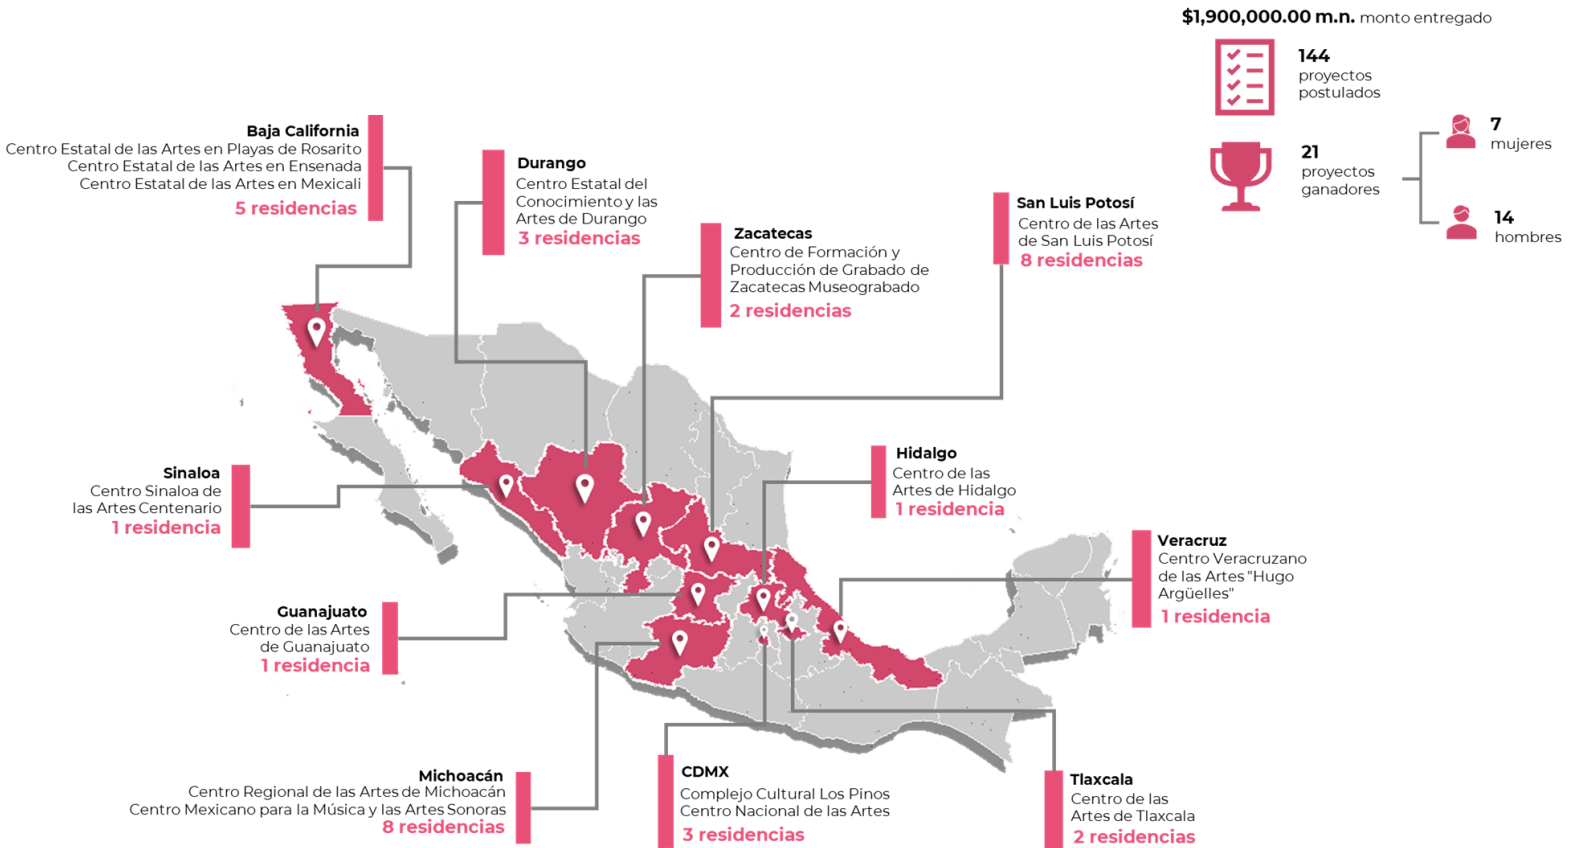 $1,900,000.00 m.n. monto entregado
144
proyectos
postulados
21
proyectos
ganadores
7
mujeres
14
hombres
Baja California
Centro Estatal de las Artes en Playas de Rosarito
Centro Estatal de las Artes en Ensenada
Centro Estatal de las Artes en Mexicali
5 residencias
Durango
Centro Estatal del
Conocimiento y las
Artes de Durango
3 residencias
Zacatecas
Centro de Formación y
Producción de Grabado de
Zacatecas Museograbado
2 residencias
San Luis Potosí
Centro de las Artes
de San Luis Potosí
8 residencias
Sinaloa
Centro Sinaloa de
las Artes Centenario
1 residencia
Hidalgo
Centro de las
Artes de Hidalgo
1 residencia
Veracruz
Centro Veracruzano
de las Artes "Hugo
Argüelles"
1 residencia
Guanajuato
Centro de las Artes
de Guanajuato
1 residencia
Michoacán
Centro Regional de las Artes de Michoacán
Centro Mexicano para la Música y las Artes Sonoras
8 residencias
CDMX
Complejo Cultural Los Pinos
Centro Nacional de las Artes
3 residencias
Tlaxcala
Centro de las
Artes de Tlaxcala
2 residencias